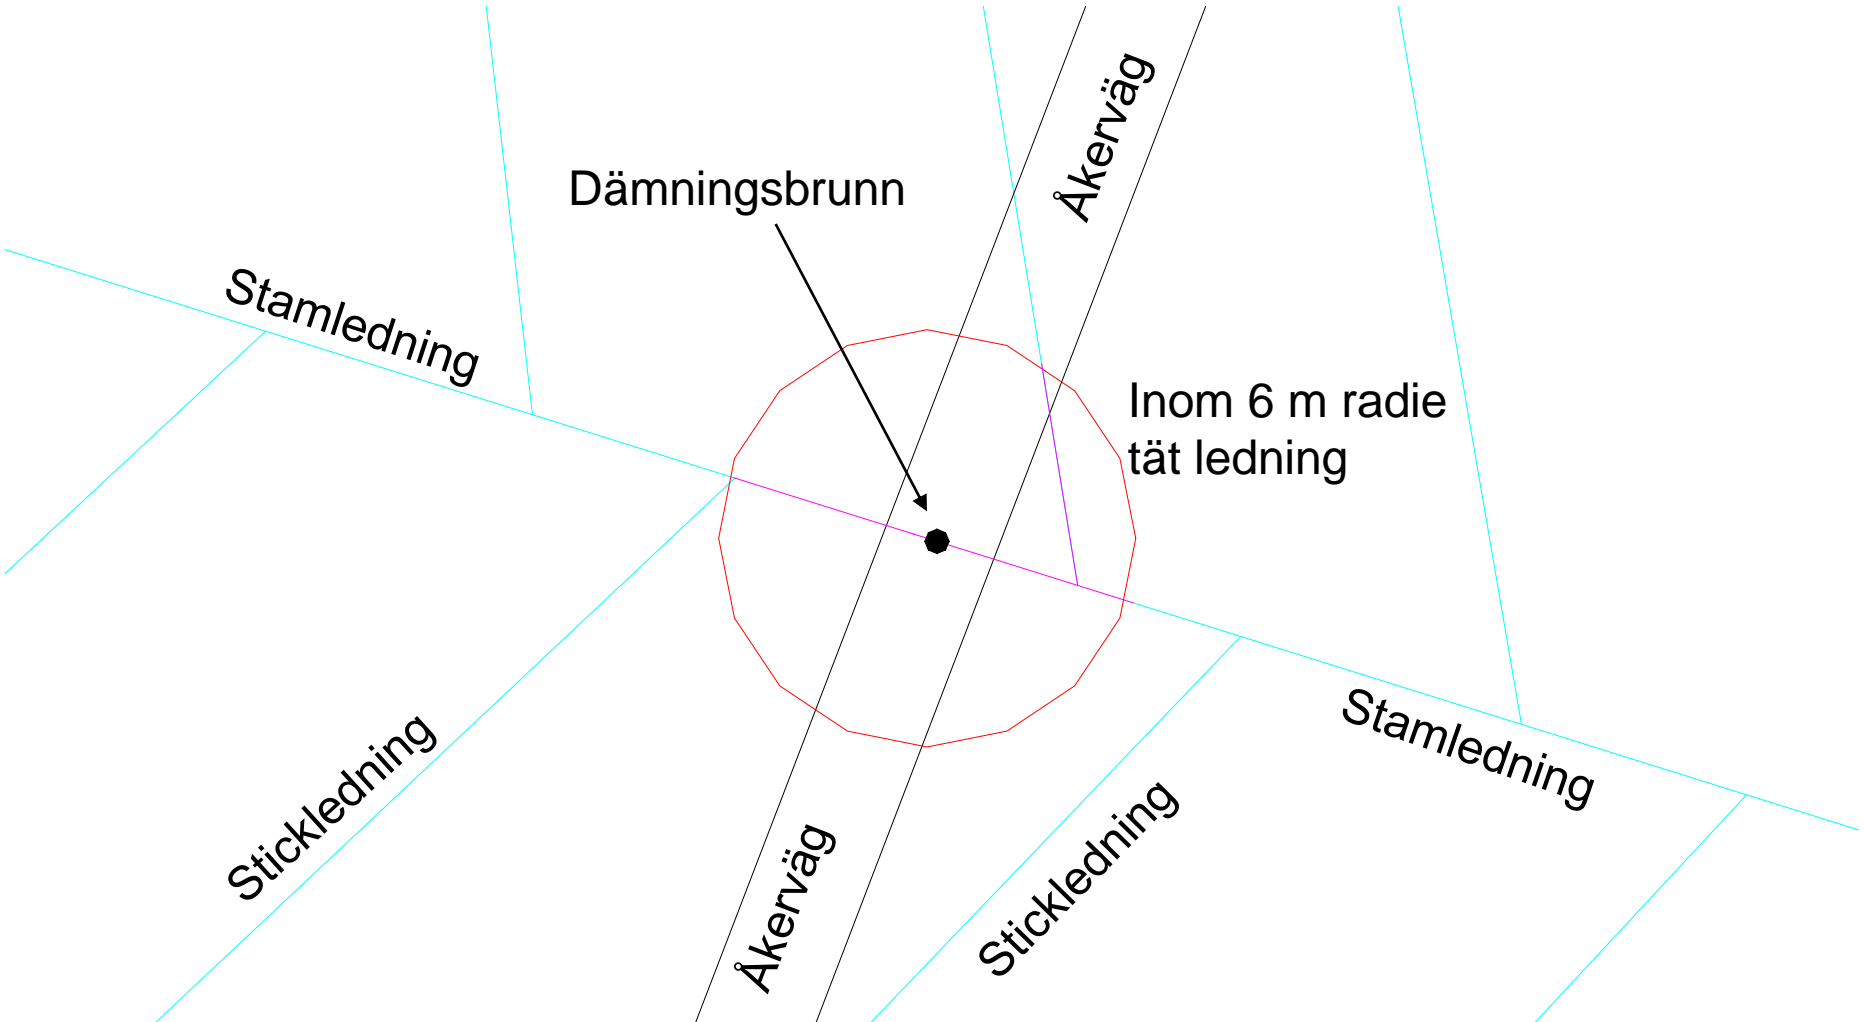 Åkerväg
Dämningsbrunn
Stamledning
Inom 6 m radie
tät ledning
Stamledning
Stickledning
Stickledning
Åkerväg